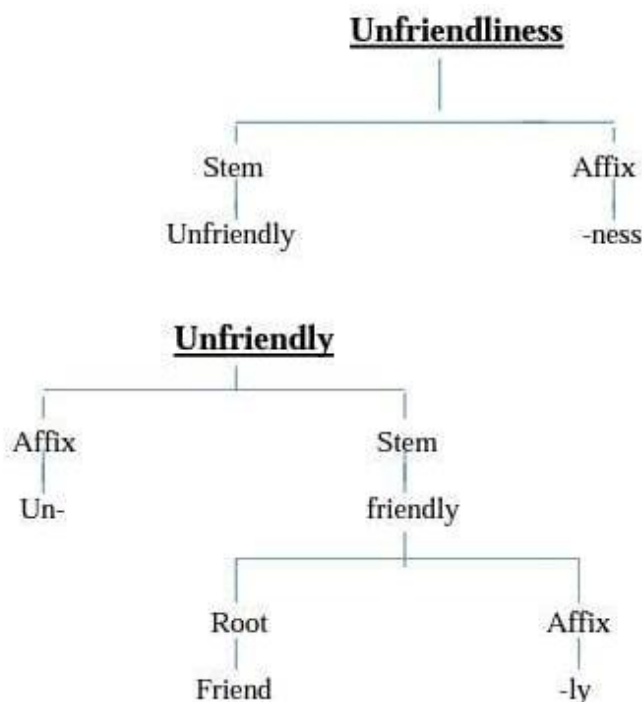 Unfriendliness
Stem Affix
Unfriendly -ness
Unfriendly
Affix Stem
Un- friendly
Root Affix
Friend -ly